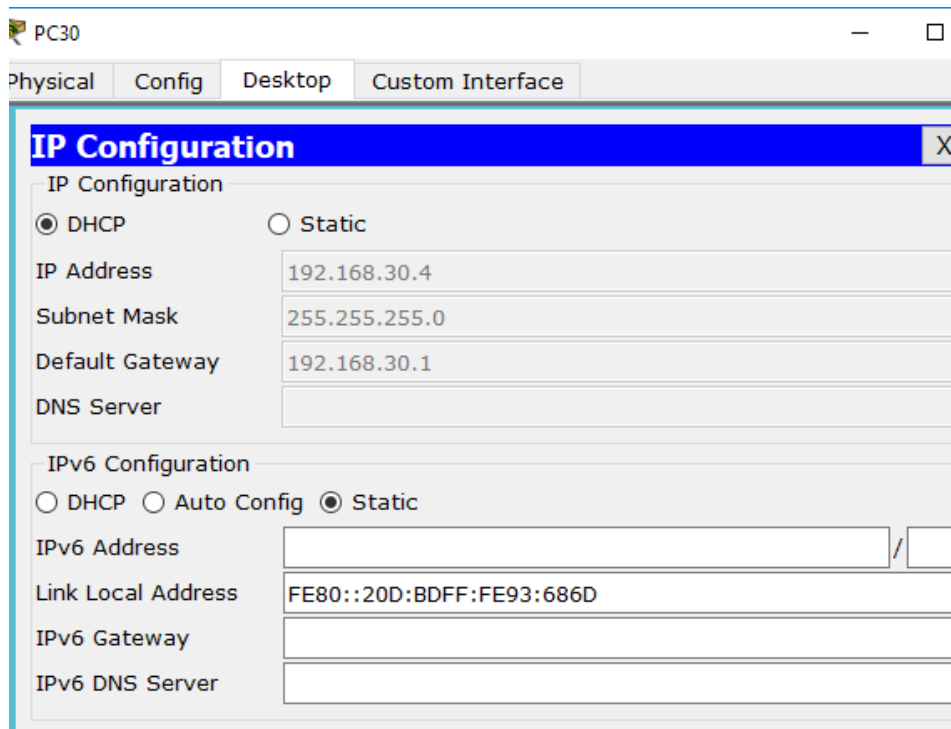 PC30
Physical Config Desktop Custom Interface
IP Configuration X
IP Configuration
DHCP Static
IP Address 192.168.30.4
Subnet Mask 255.255.255.0
Default Gateway 192.168.30.1
DNS Server
IPv6 Configuration
DHCP Auto Config Static
IPv6 Address /
Link Local Address FE80::20D:BDFF:FE93:686D
IPv6 Gateway
IPv6 DNS Server